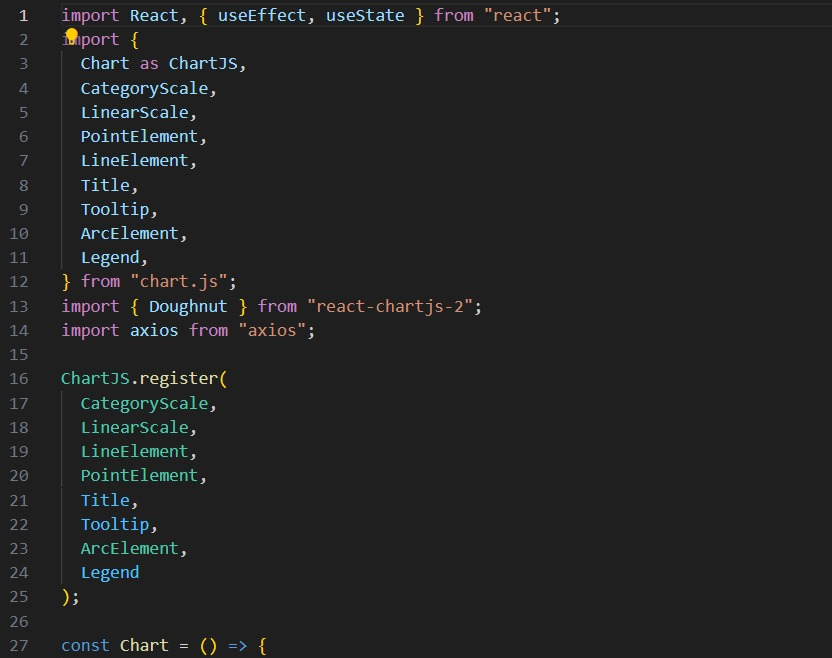 1 import React, { useEffect, useState } from "react";
2 import {
3 Chart as ChartJS,
4 CategoryScale,
5 LinearScale,
6 PointElement,
7 LineElement,
8 Title,
9 Tooltip,
10 ArcElement,
11 Legend,
12 } from "chart.js";
13 import { Doughnut } from "react-chartjs-2";
14 import axios from "axios";
15
16 ChartJS.register(
17 CategoryScale,
18 LinearScale,
19 LineElement,
20 PointElement,
21 Title,
22 Tooltip,
23 ArcElement,
24 Legend
25 );
26
27 const Chart = () => {